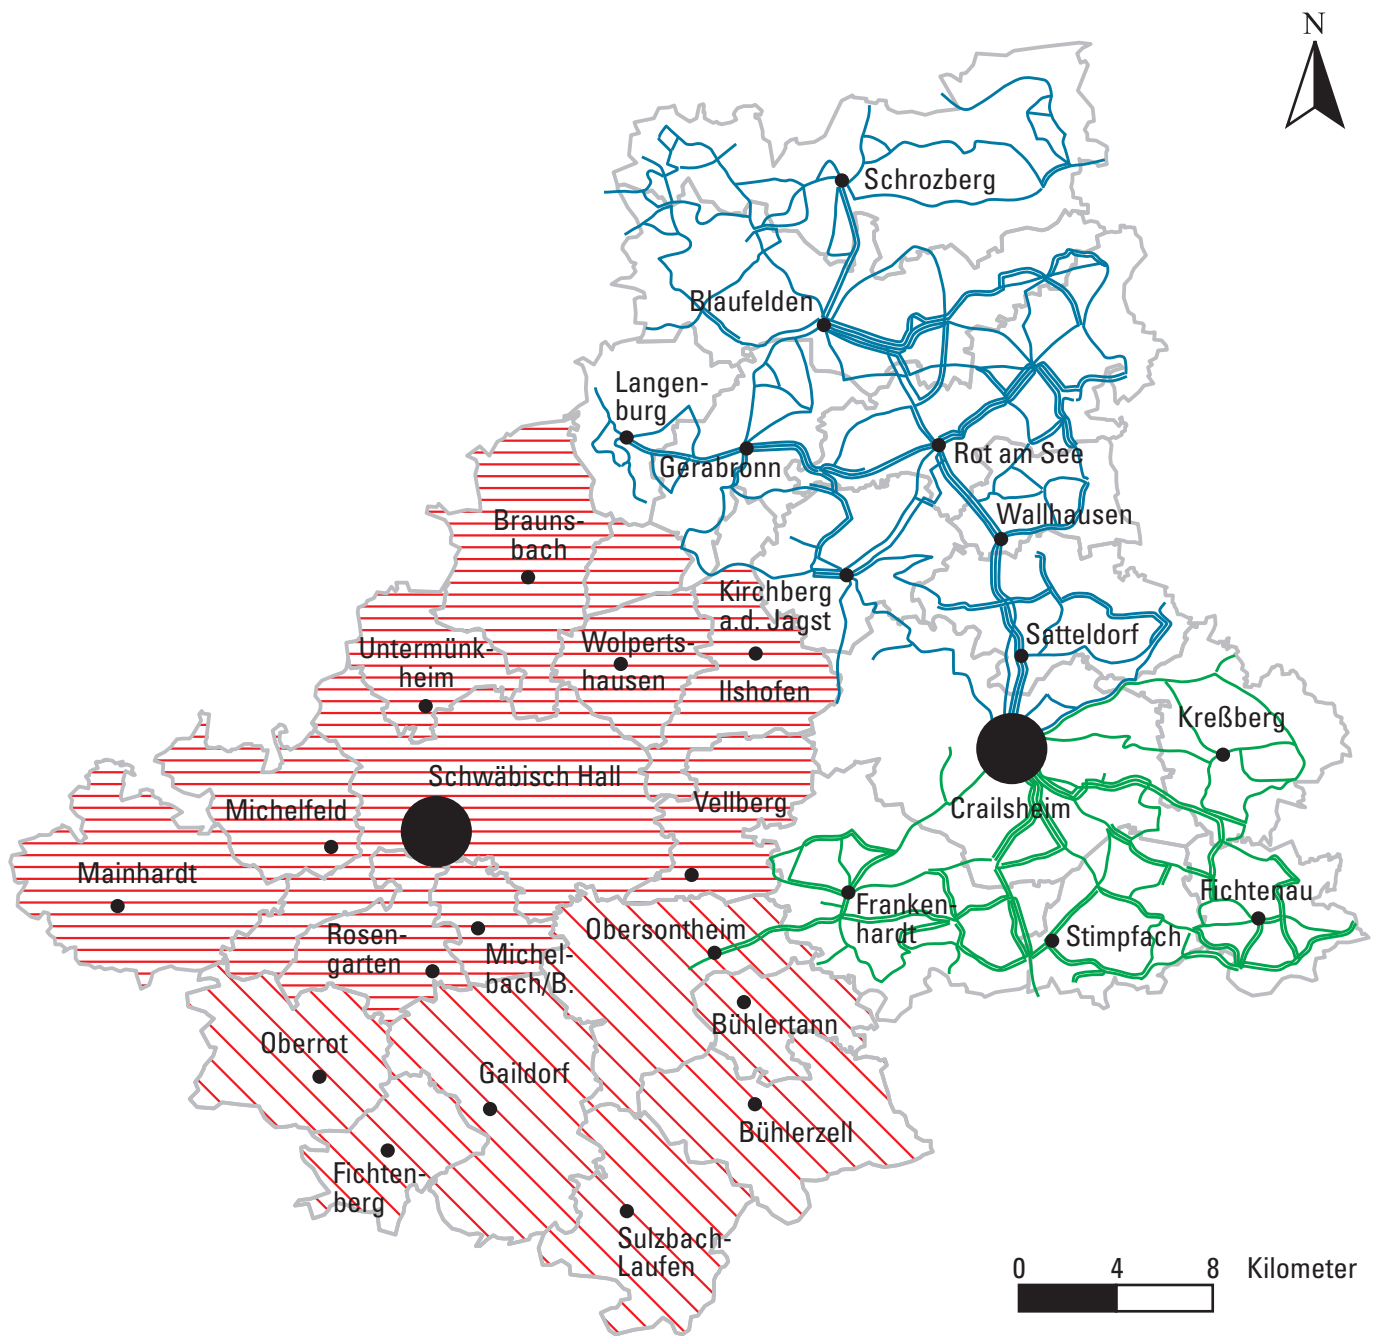 N
Schrozberg
Blaufelden
Langen-
burg
Gerabronn
Rot am See
Wallhausen
Brauns-
bach
Kirchberg
a.d. Jagst
Satteldorf
Untermünk-
heim
Wolperts-
hausen
Ilshofen
Kreßberg
Schwäbisch Hall
Vellberg
Crailsheim
Michelfeld
Mainhardt
Fichtenau
Franken-
hardt
Stimpfach
Obersontheim
Rosen-
garten
Michel-
bach/B.
Bühlertann
Oberrot
Gaildorf
Bühlerzell
Fichten-
berg
Sulzbach-
Laufen
0 4 8 Kilometer